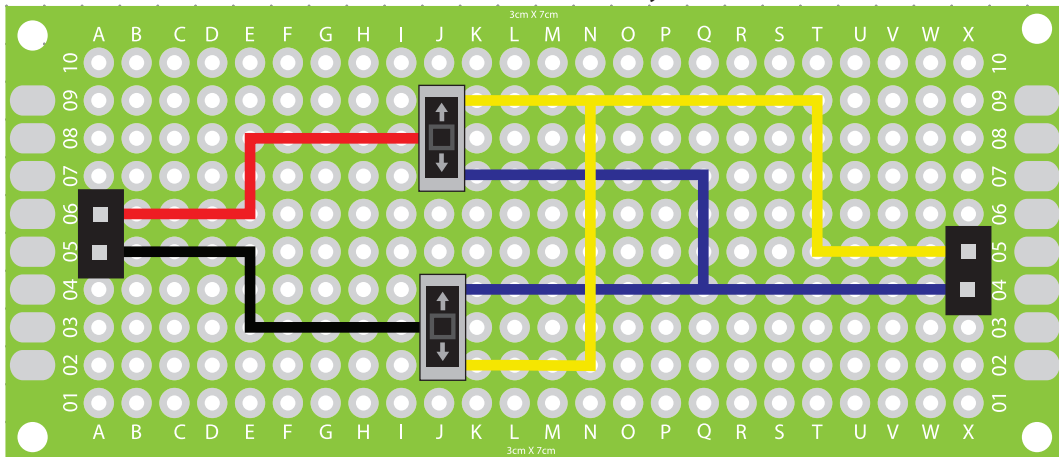 3cm X 7cm
A B C D E F G H I J K L M N O P Q R S T U V W X
10 10
09 09
08 08
07 07
06 06
05 05
04 04
03 03
02 02
01 01
A B C D E F G H I J K L M N O P Q R S T U V W X
3cm X 7cm